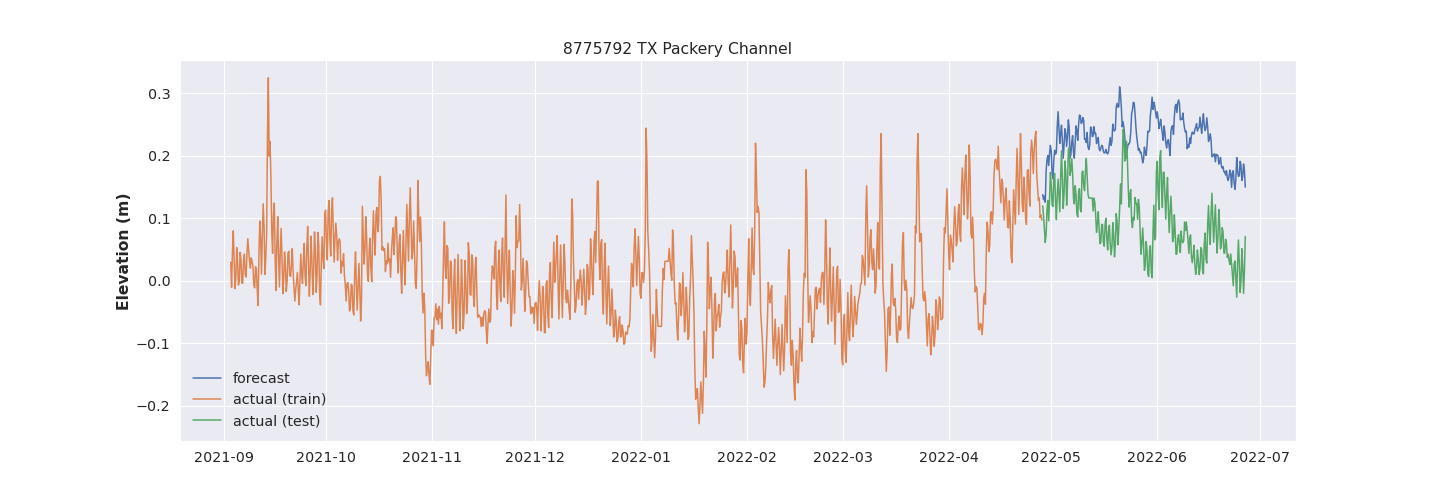 8775792 TX Packery Channel
Elevation (m)
0.3
0.2
0.1
0.0
−0.1
−0.2
forecast
actual (train)
actual (test)
2021-09 2021-10 2021-11 2021-12 2022-01 2022-02 2022-03 2022-04 2022-05 2022-06 2022-07